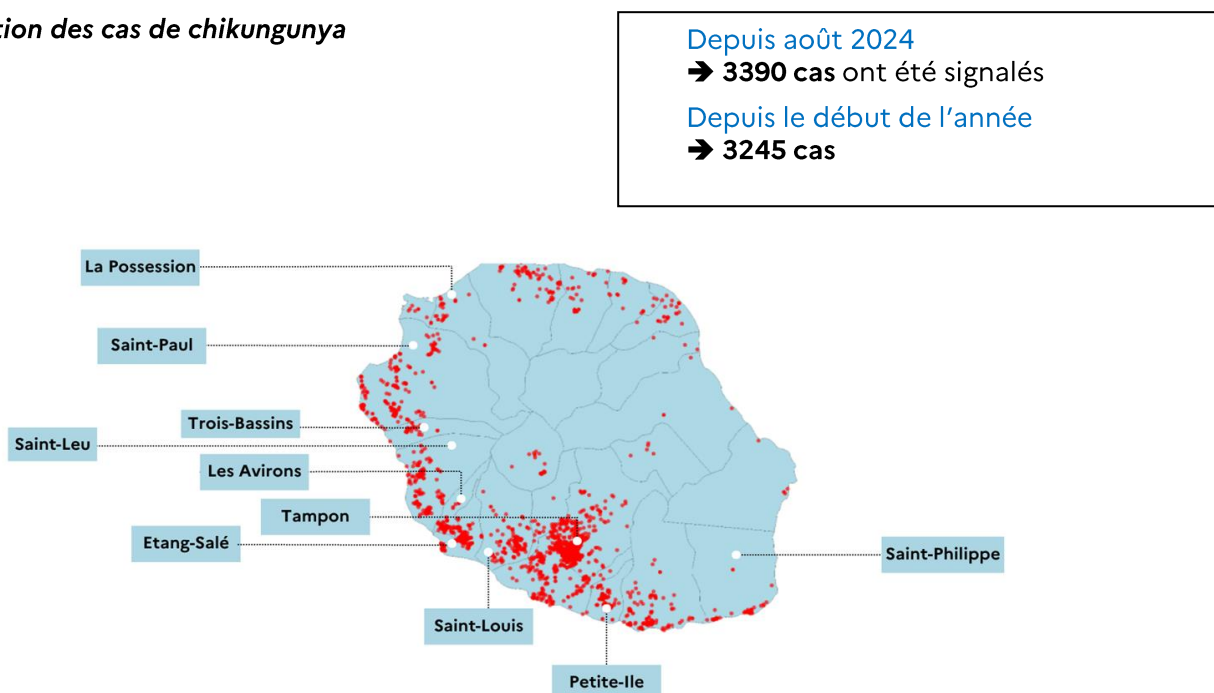 des cas de chikungunya
Depuis août 2024
➔ 3390 cas ont été signalés
Depuis le début de l'année
➔ 3245 cas
La Possession
Saint-Paul
Trois-Bassins
Saint-Leu
Les Avirons
Tampon
Etang-Salé
Saint-Philippe
Saint-Louis
Petite-Ile